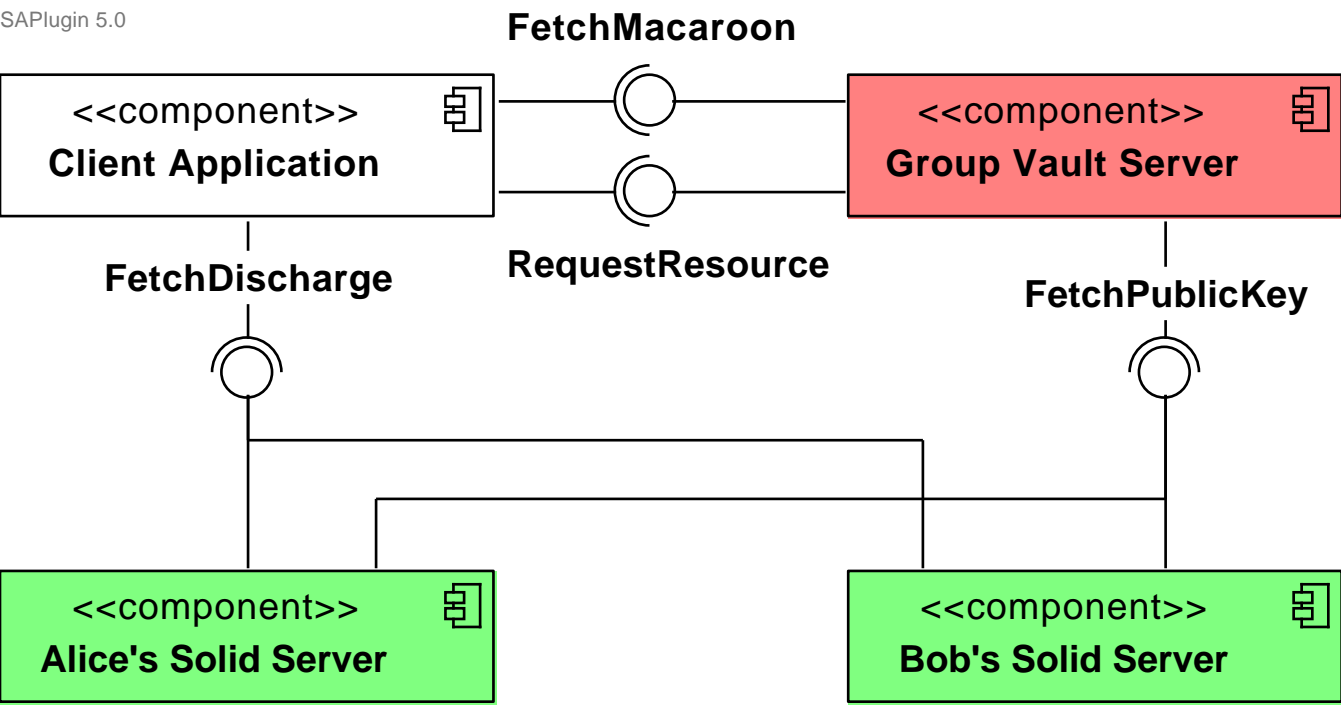 SAPlugin 5.0
FetchMacaroon
<<component>>
Client Application
<<component>>
Group Vault Server
FetchDischarge
RequestResource
FetchPublicKey
<<component>>
Alice's Solid Server
<<component>>
Bob's Solid Server